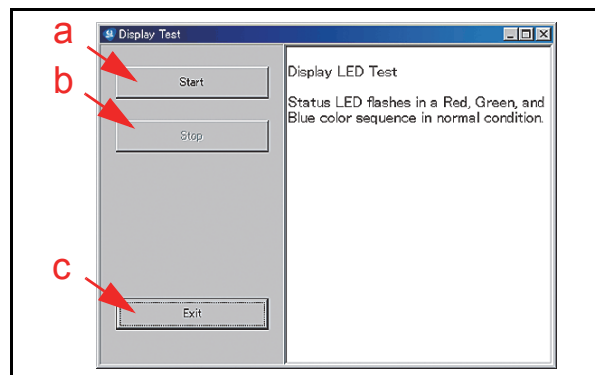 a
Display Test
Start
b
Stop
Display LED Test
Status LED flashes in a Red, Green, and
Blue color sequence in normal condition.
c
Exit